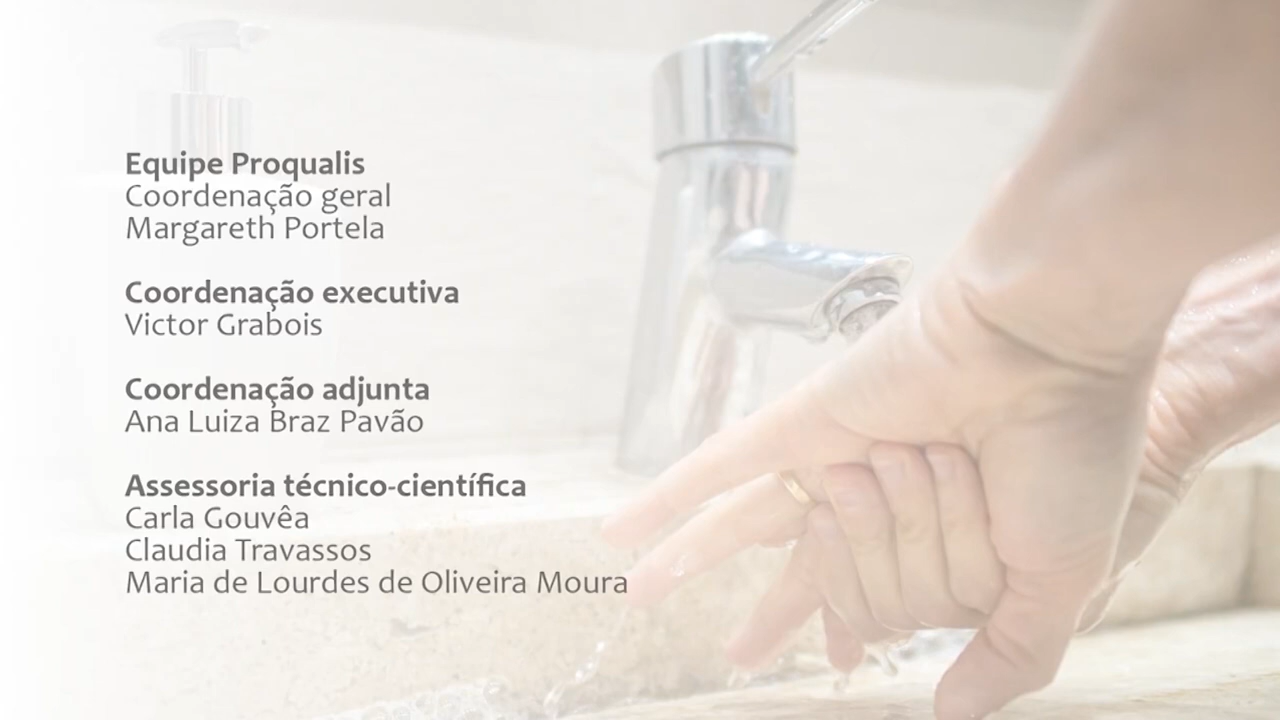 Equipe Proqualis
Coordenação geral
Margareth Portela
Coordenação executiva
Victor Grabois
Coordenação adjunta
Ana Luiza Braz Pavão
Assessoria técnico-científica
Carla Gouvêa
Claudia Travassos
Maria de Lourdes de Oliveira Moura